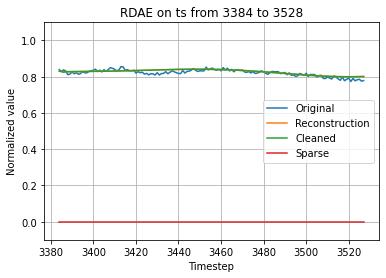 RDAE on ts from 3384 to 3528
1.0
0.8
0.6
0.4
0.2
0.0
Normalized value
Original
Reconstruction
Cleaned
Sparse
3380 3400 3420 3440 3460 3480 3500 3520
Timestep